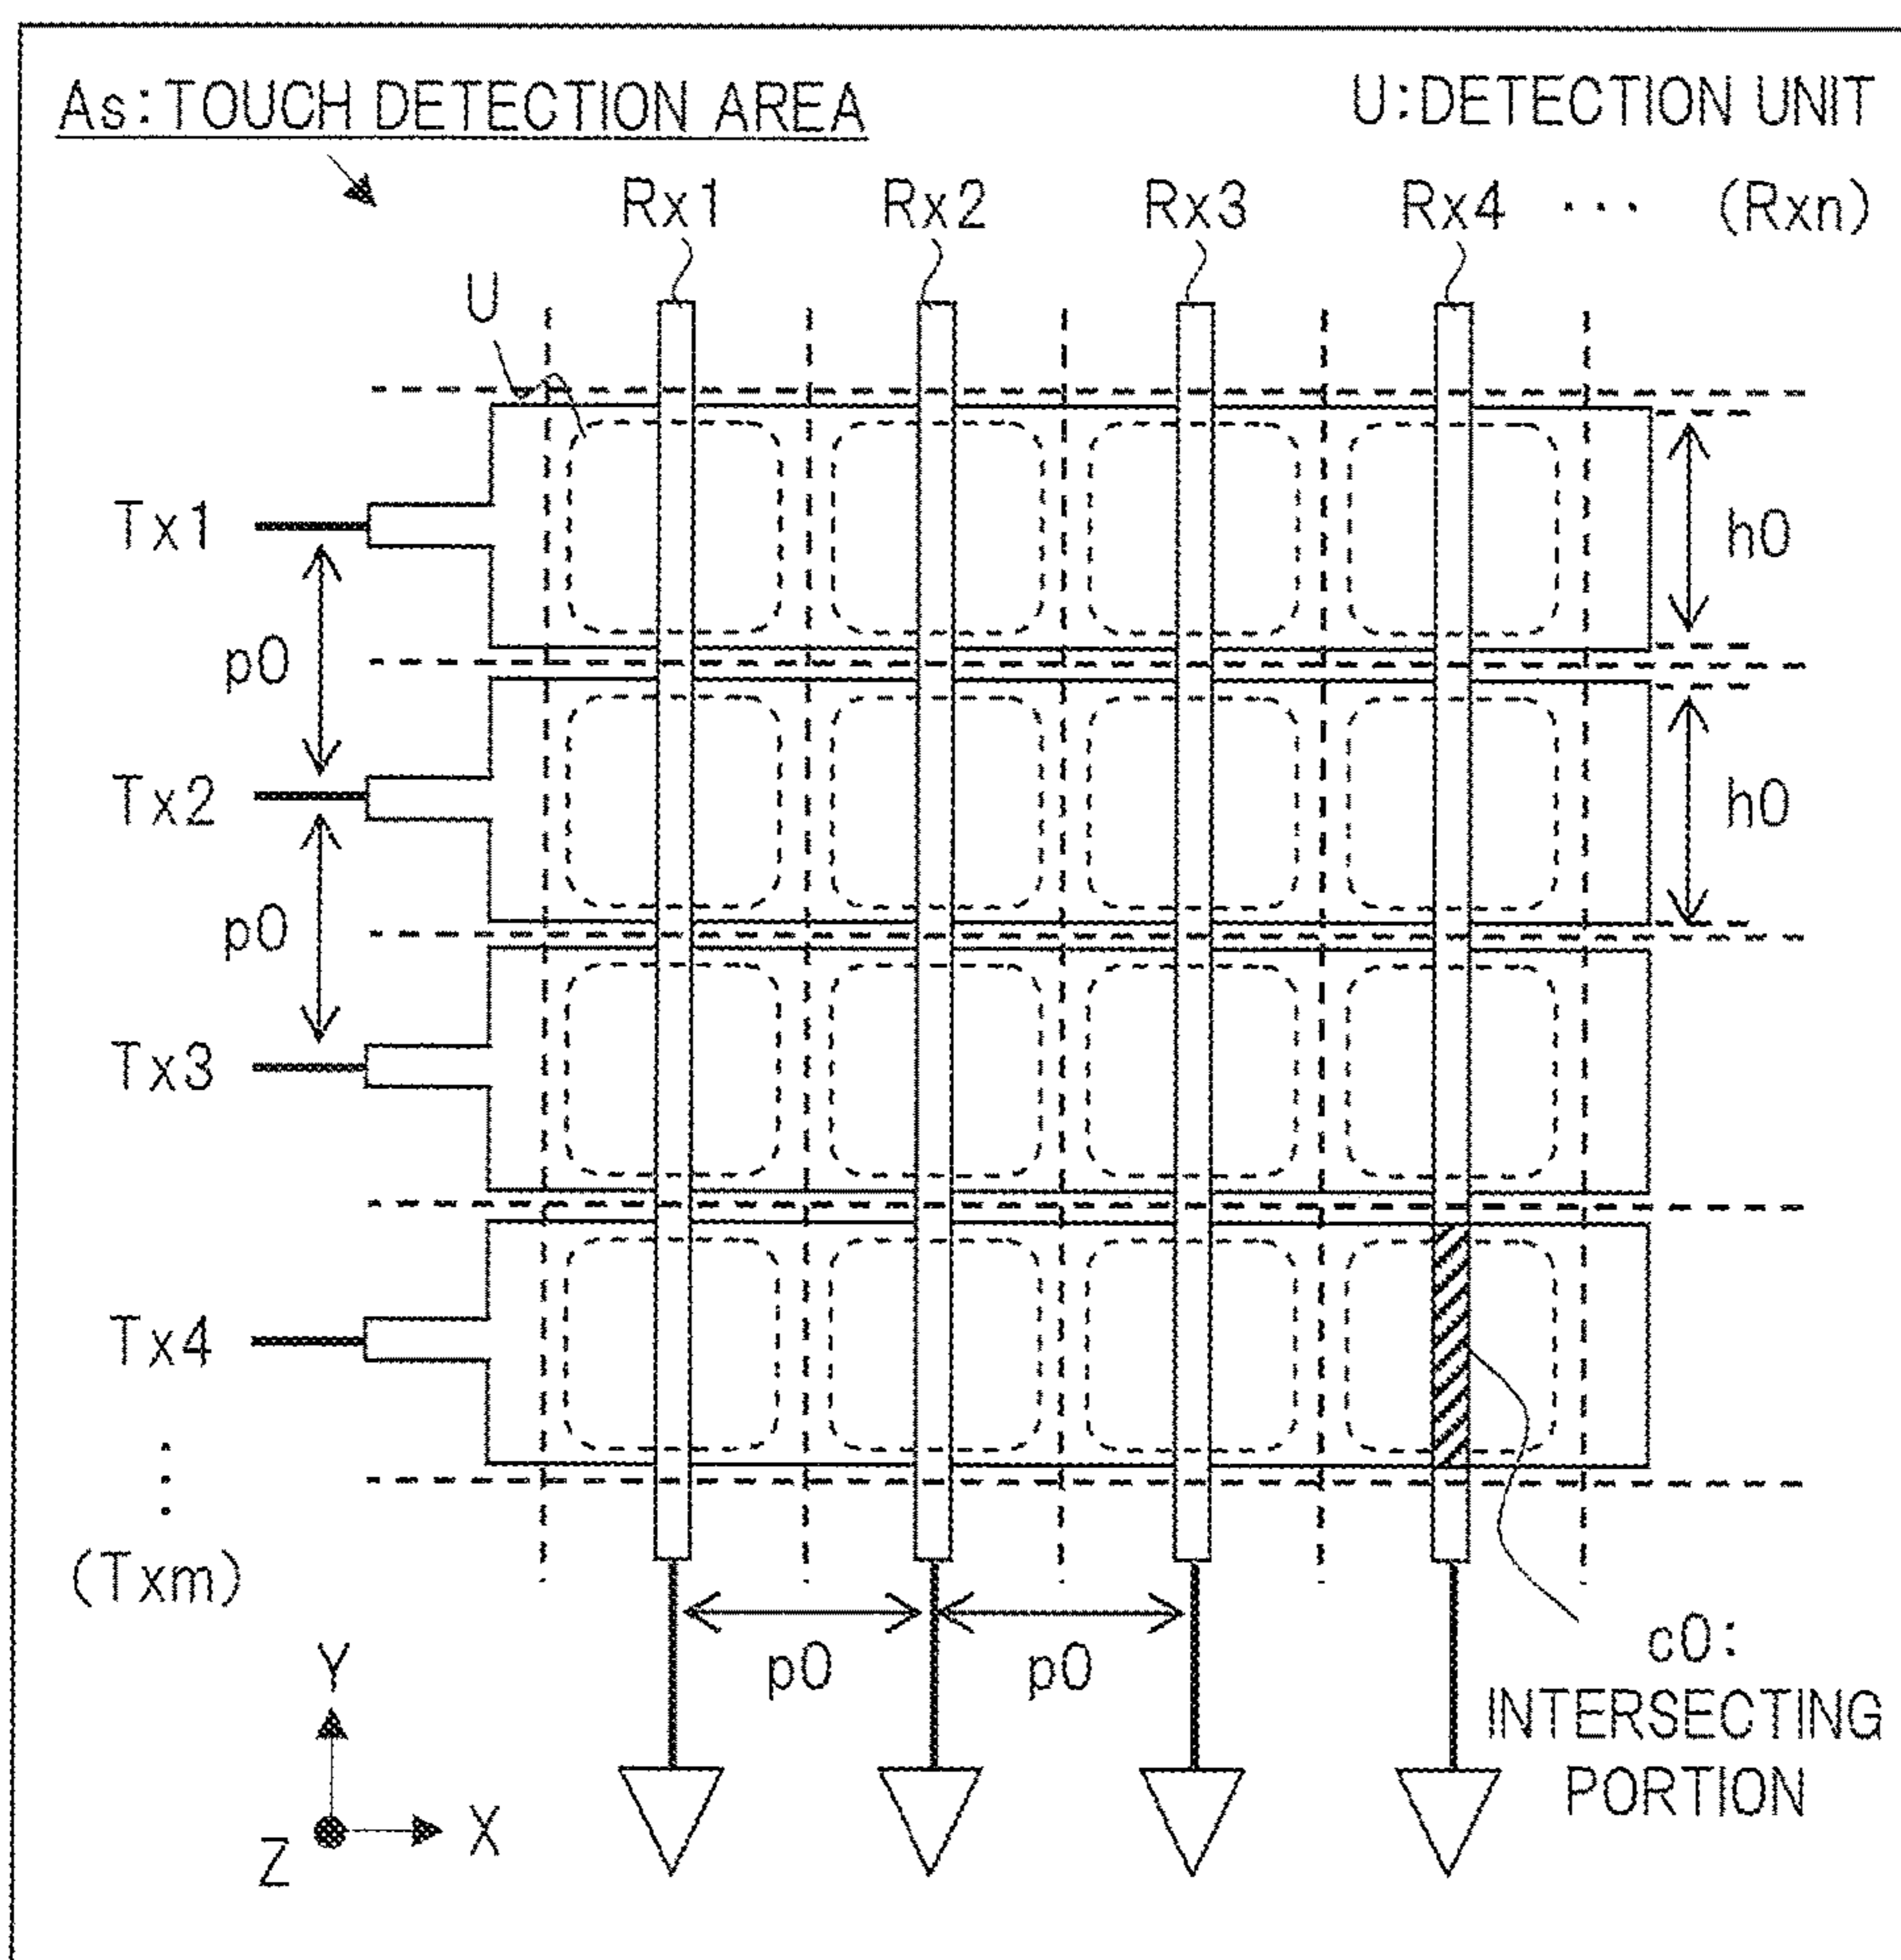 As:TOUCH DETECTION AREA
U:DETECTION UNIT
Rx1 Rx2 Rx3 Rx4 ··· (Rxn)
U
Tx1
h0
p0
Tx2
h0
p0
Tx3
Tx4
⋮
(Txm)
p0 p0
c0:
INTERSECTING
PORTION
Y
Z X